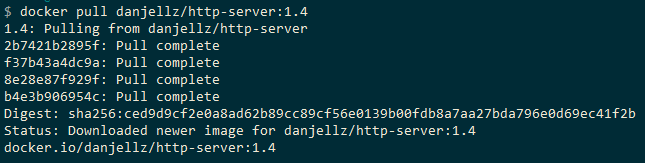 $ docker pull danjellz/http-server:1.4
1.4: Pulling from danjellz/http-server
2b7421b2895f: Pull complete
f37b43a4dc9a: Pull complete
8e28e87f929f: Pull complete
b4e3b906954c: Pull complete
Digest: sha256:ced9d9cf2e0a8ad62b89cc89cf56e0139b00fdb8a7aa27bda796e0d69ec41f2b
Status: Downloaded newer image for danjellz/http-server:1.4
docker.io/danjellz/http-server:1.4